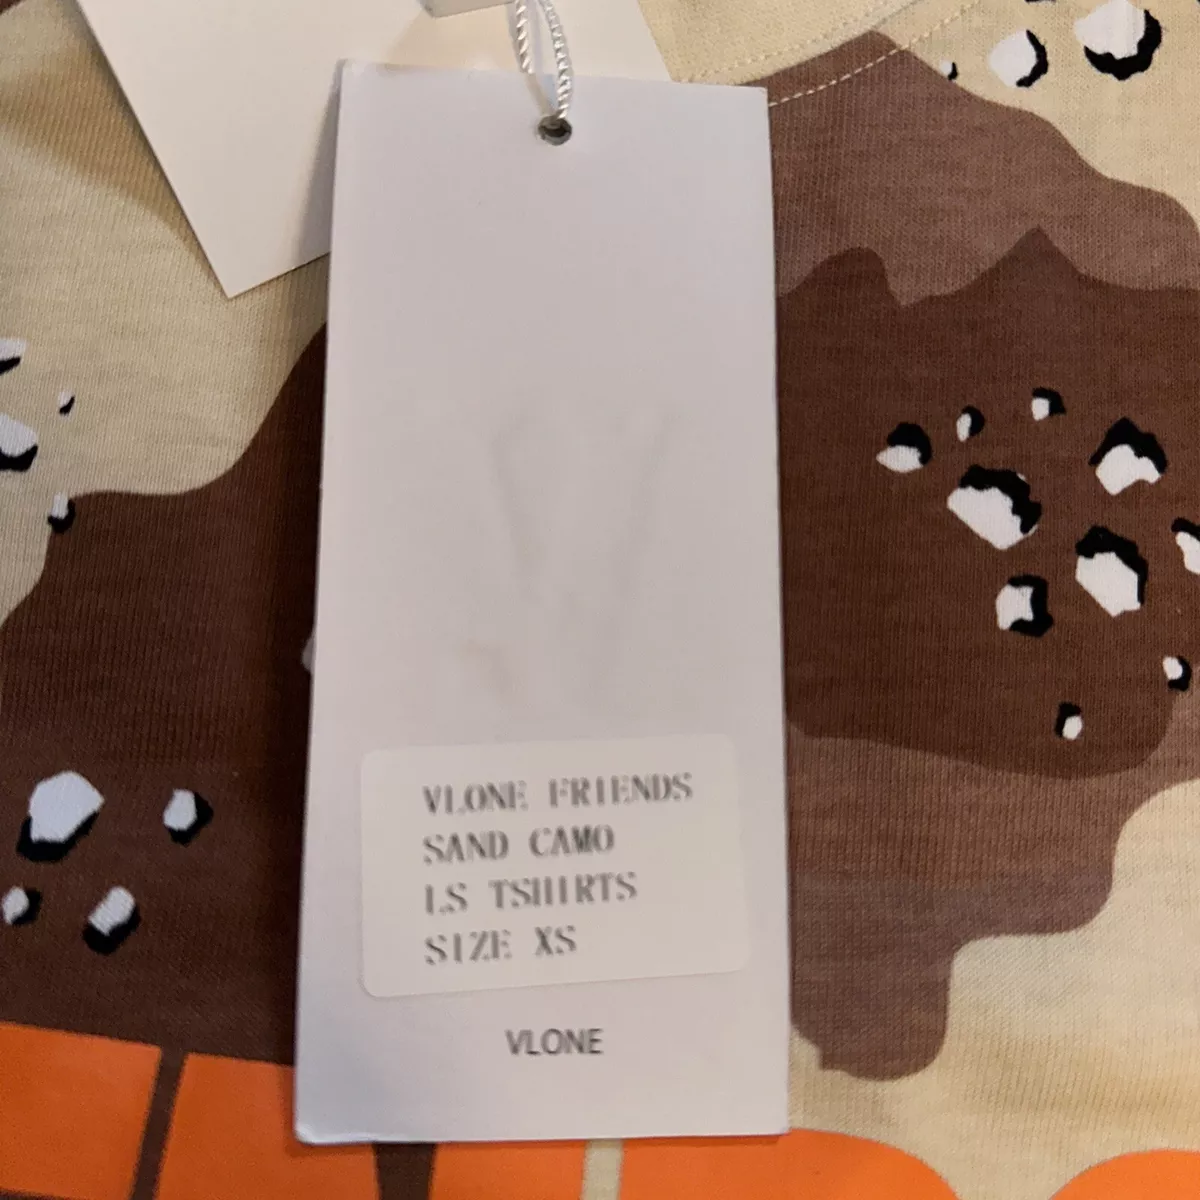 VLONE FRIENDS
SAND CAMO
LS TSHIRTS
SIZE XS
VLONE